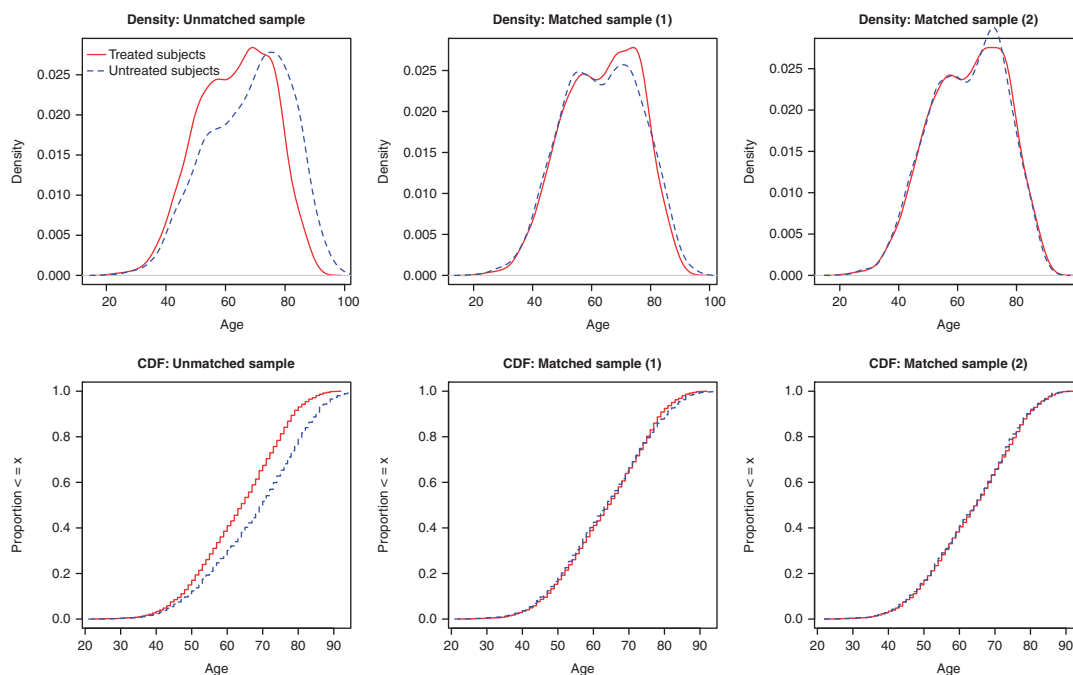 Density: Unmatched sample
Treated subjects
Untreated subjects
Density
0.025
0.020
0.015
0.010
0.005
0.000
20 40 60 80 100
Age
Density: Matched sample (1)
Density
0.025
0.020
0.015
0.010
0.005
0.000
20 40 60 80 100
Age
Density: Matched sample (2)
Density
0.025
0.020
0.015
0.010
0.005
0.000
20 40 60 80
Age
CDF: Unmatched sample
Proportion < = x
1.0
0.8
0.6
0.4
0.2
0.0
20 30 40 50 60 70 80 90
Age
CDF: Matched sample (1)
Proportion < = x
1.0
0.8
0.6
0.4
0.2
0.0
20 30 40 50 60 70 80 90
Age
CDF: Matched sample (2)
Proportion < = x
1.0
0.8
0.6
0.4
0.2
0.0
20 30 40 50 60 70 80 90
Age